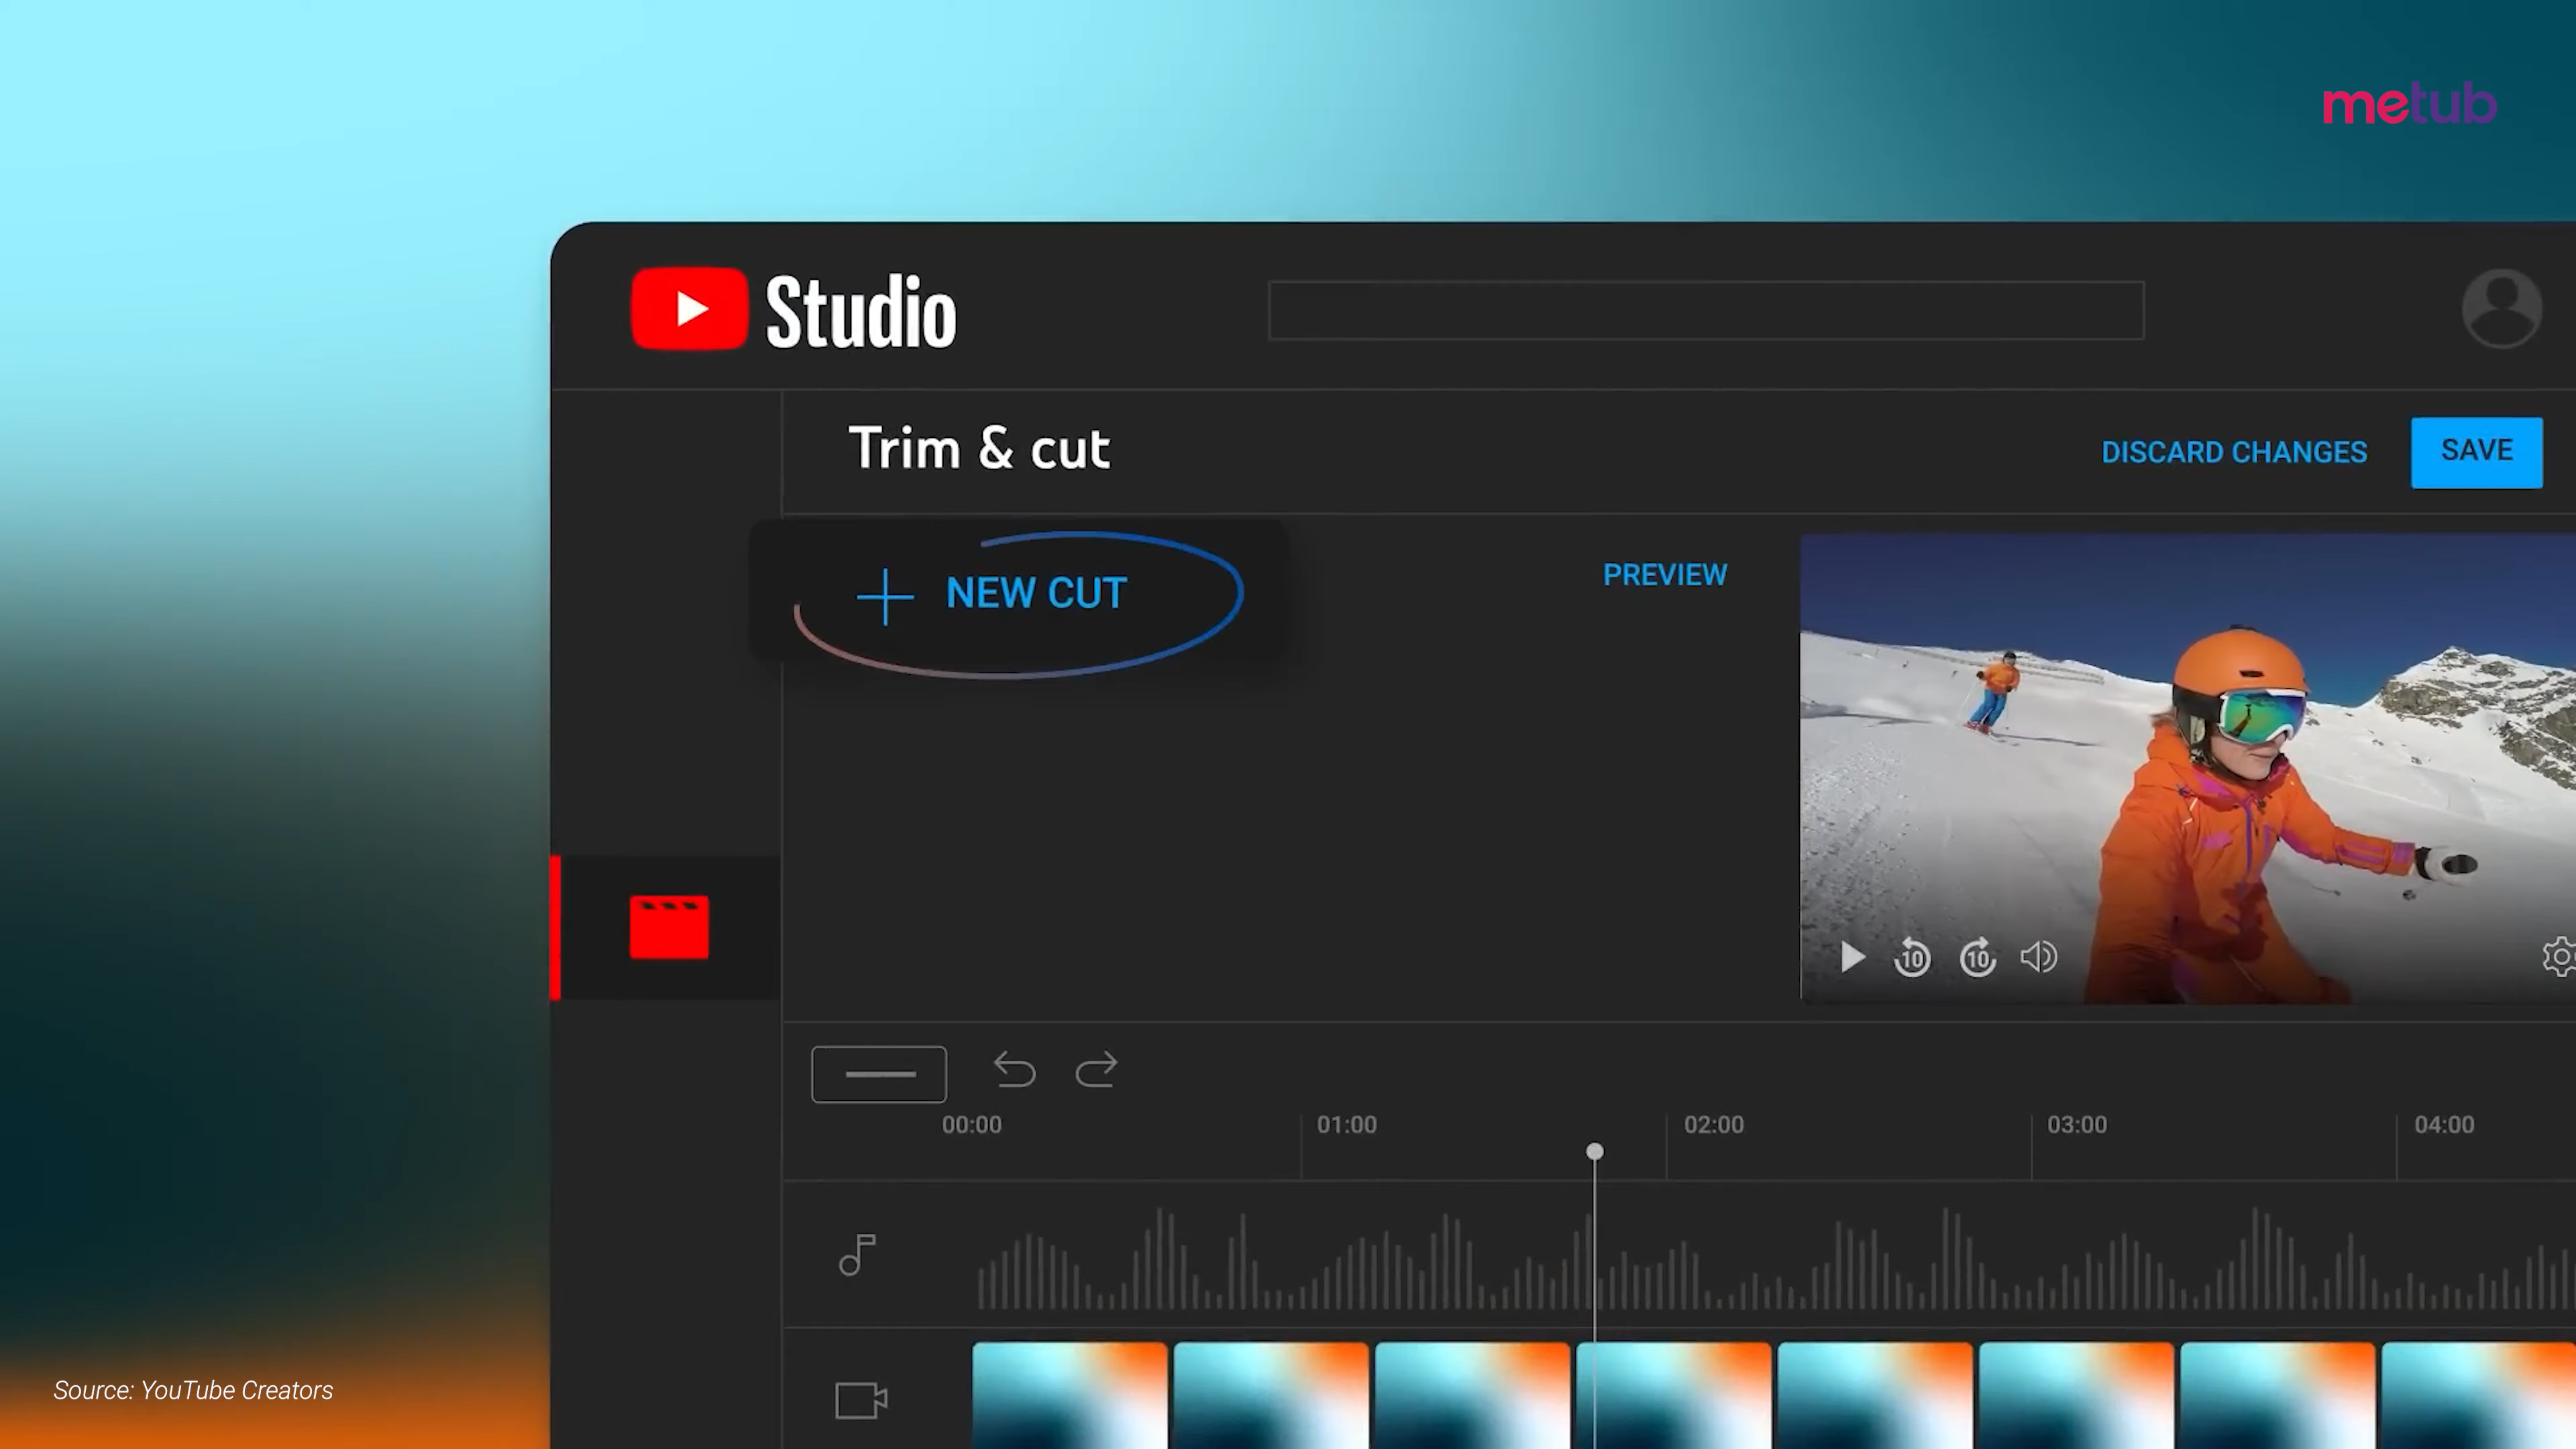 metub
Studio
Trim & cut
DISCARD CHANGES
SAVE
NEW CUT
PREVIEW
10
10
00:00
01:00
02:00
03:00
04:00
Source: YouTube Creators